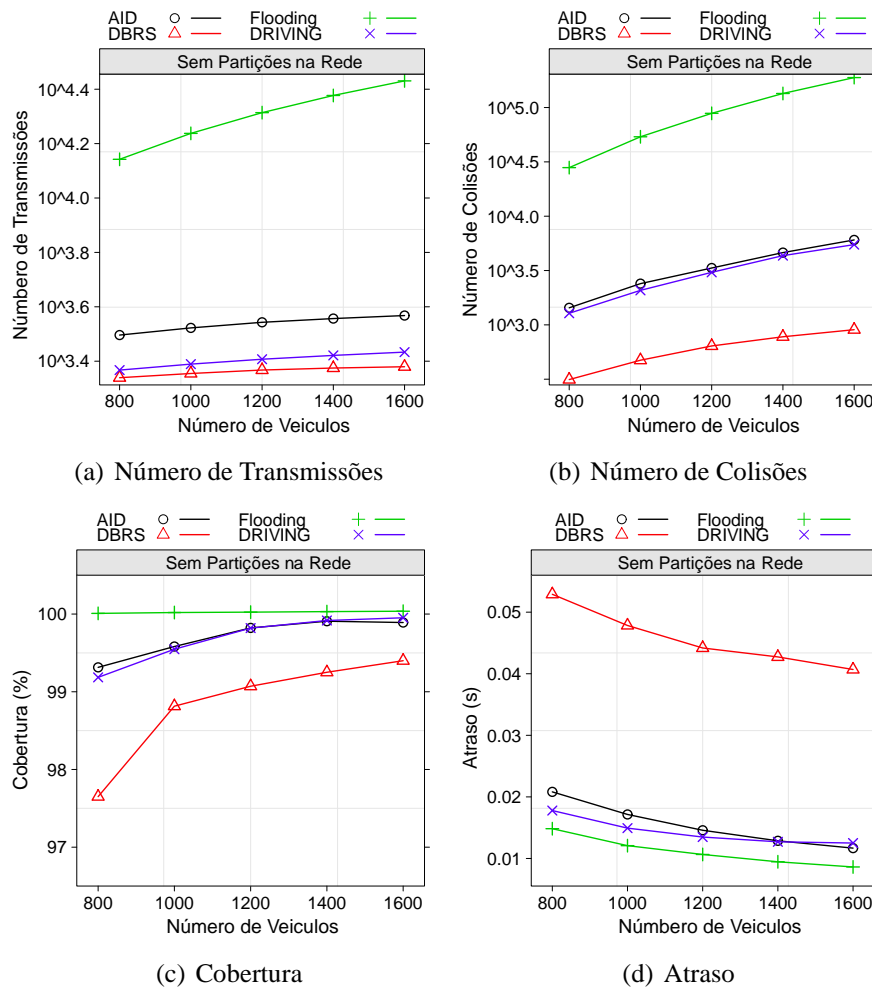 AID Flooding
DBRS DRIVING
Sem Partições na Rede
10^4.4
10^4.2
10^4.0
10^3.8
10^3.6
10^3.4
Númbero de Transmissões
800 1000 1200 1400 1600
Número de Veiculos
(a) Número de Transmissões
AID Flooding
DBRS DRIVING
Sem Partições na Rede
10^5.0
10^4.5
10^4.0
10^3.5
10^3.0
Número de Colisões
800 1000 1200 1400 1600
Número de Veiculos
(b) Número de Colisões
AID Flooding
DBRS DRIVING
Sem Partições na Rede
100
99
98
97
Cobertura (%)
800 1000 1200 1400 1600
Número de Veiculos
(c) Cobertura
AID Flooding
DBRS DRIVING
Sem Partições na Rede
0.05
0.04
0.03
0.02
0.01
Atraso (s)
800 1000 1200 1400 1600
Númbero de Veiculos
(d) Atraso